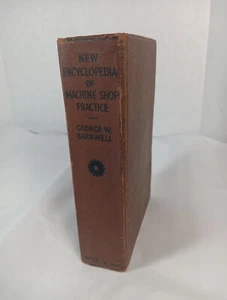 NEW
ENCYCLOPEDIA
OF
MACHINE SHOP
PRACTICE
GEORGE W.
BARNWELL